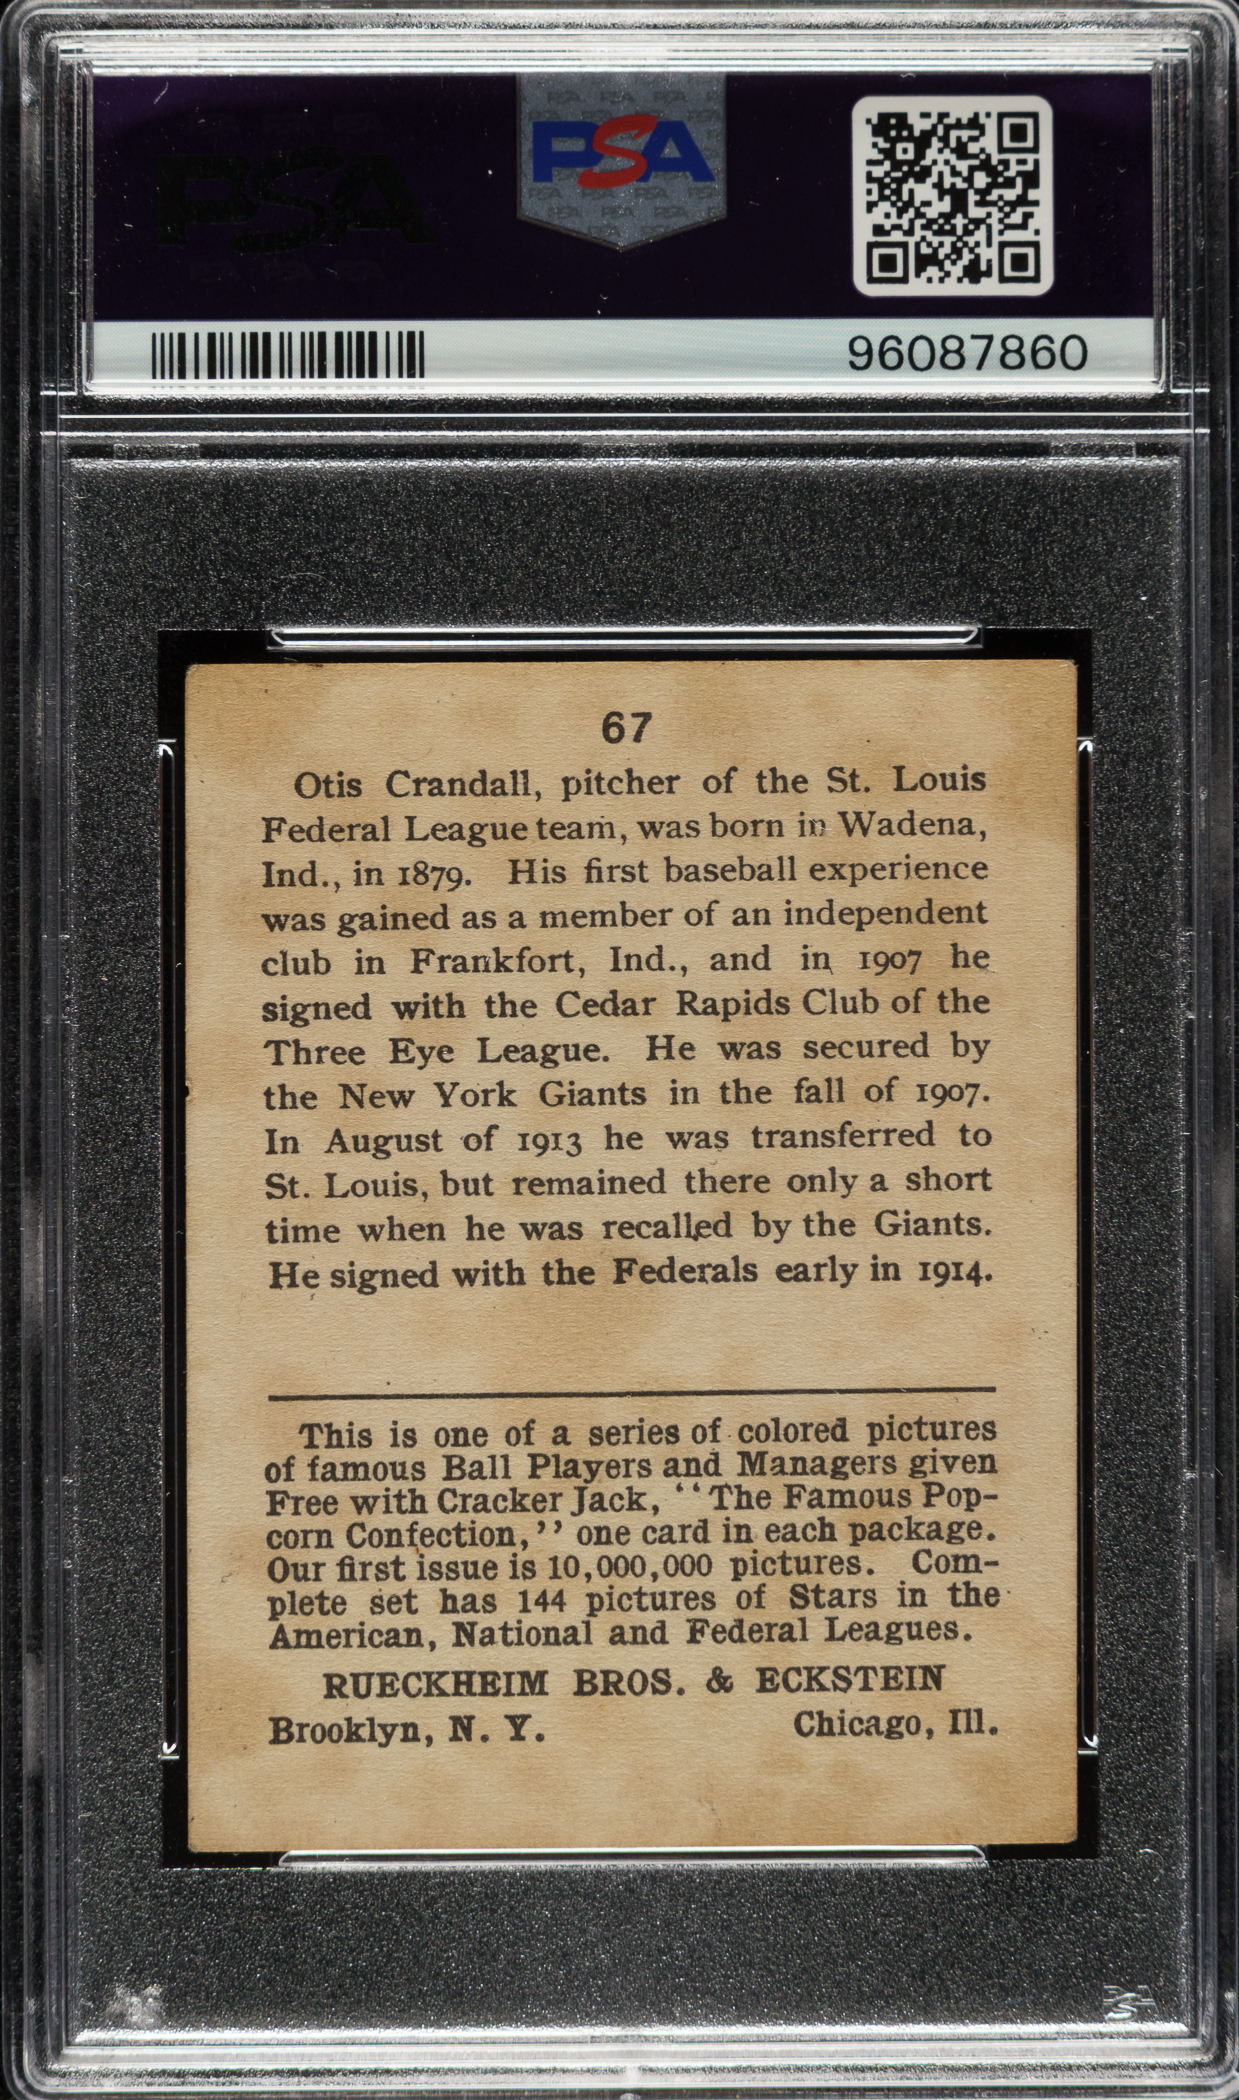 PSA
PSA
96087860
67
Otis Crandall, pitcher of the St. Louis
Federal League team, was born in Wadena,
Ind., in 1879. His first baseball experience
was gained as a member of an independent
club in Frankfort, Ind., and in 1907 he
signed with the Cedar Rapids Club of the
Three Eye League. He was secured by
the New York Giants in the fall of 1907.
In August of 1913 he was transferred to
St. Louis, but remained there only a short
time when he was recalled by the Giants.
He signed with the Federals early in 1914.
This is one of a series of colored pictures
of famous Ball Players and Managers given
Free with Cracker Jack, “The Famous Pop-
corn Confection,” one card in each package.
Our first issue is 10,000,000 pictures. Com-
plete set has 144 pictures of Stars in the
American, National and Federal Leagues.
RUECKHEIM BROS. & ECKSTEIN
Brooklyn, N. Y. Chicago, Ill.